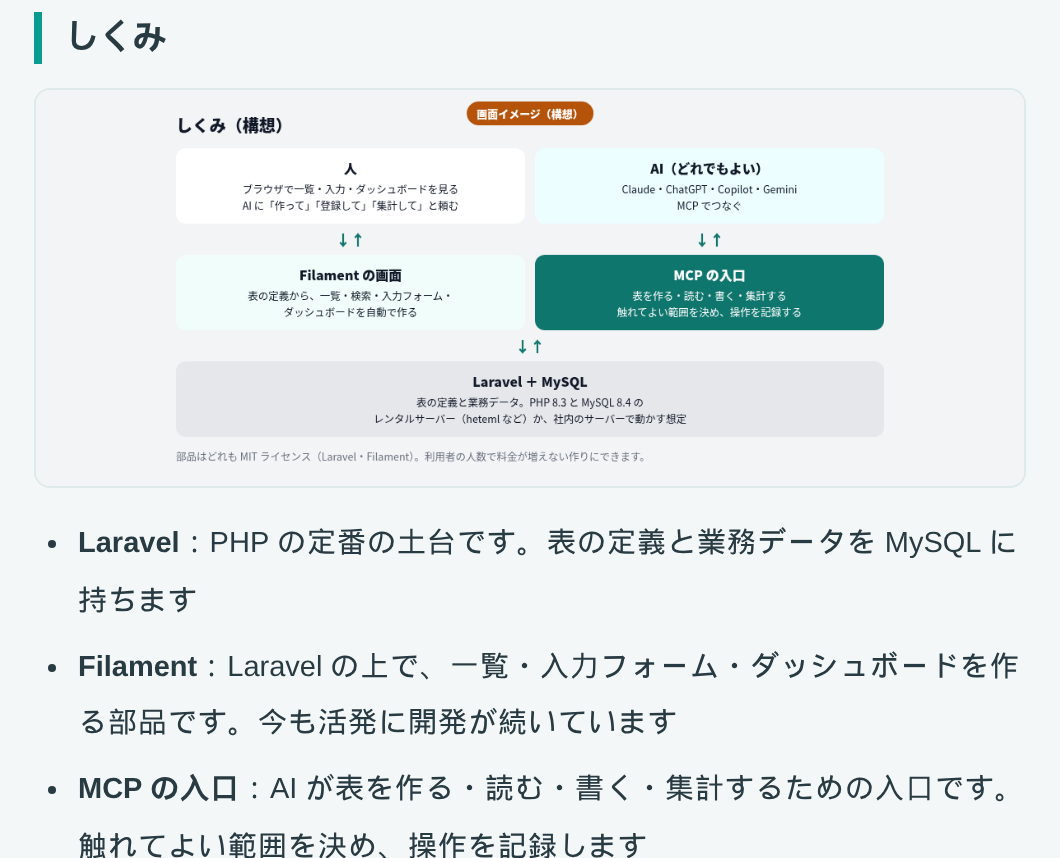 しくみ
画面イメージ（構想）
しくみ（構想）
人
ブラウザで一覧・入力・ダッシュボードを見る
AI に「作って」「登録して」「集計して」と頼む
AI（どれでもよい）
Claude・ChatGPT・Copilot・Gemini
MCP でつなぐ
↓↑
↓↑
Filament の画面
表の定義から、一覧・検索・入力フォーム・
ダッシュボードを自動で作る
MCP の入口
表を作る・読む・書く・集計する
触れてよい範囲を決め、操作を記録する
↓↑
Laravel ＋ MySQL
表の定義と業務データ。PHP 8.3 と MySQL 8.4 の
レンタルサーバー（heteml など）か、社内のサーバーで動かす想定
部品はどれも MIT ライセンス（Laravel・Filament）。利用者の人数で料金が増えない作りにできます。
• Laravel：PHP の定番の土台です。表の定義と業務データを MySQL に
持ちます
• Filament：Laravel の上で、一覧・入力フォーム・ダッシュボードを作
る部品です。今も活発に開発が続いています
• MCP の入口：AI が表を作る・読む・書く・集計するための入口です。
触れてよい範囲を決め、操作を記録します